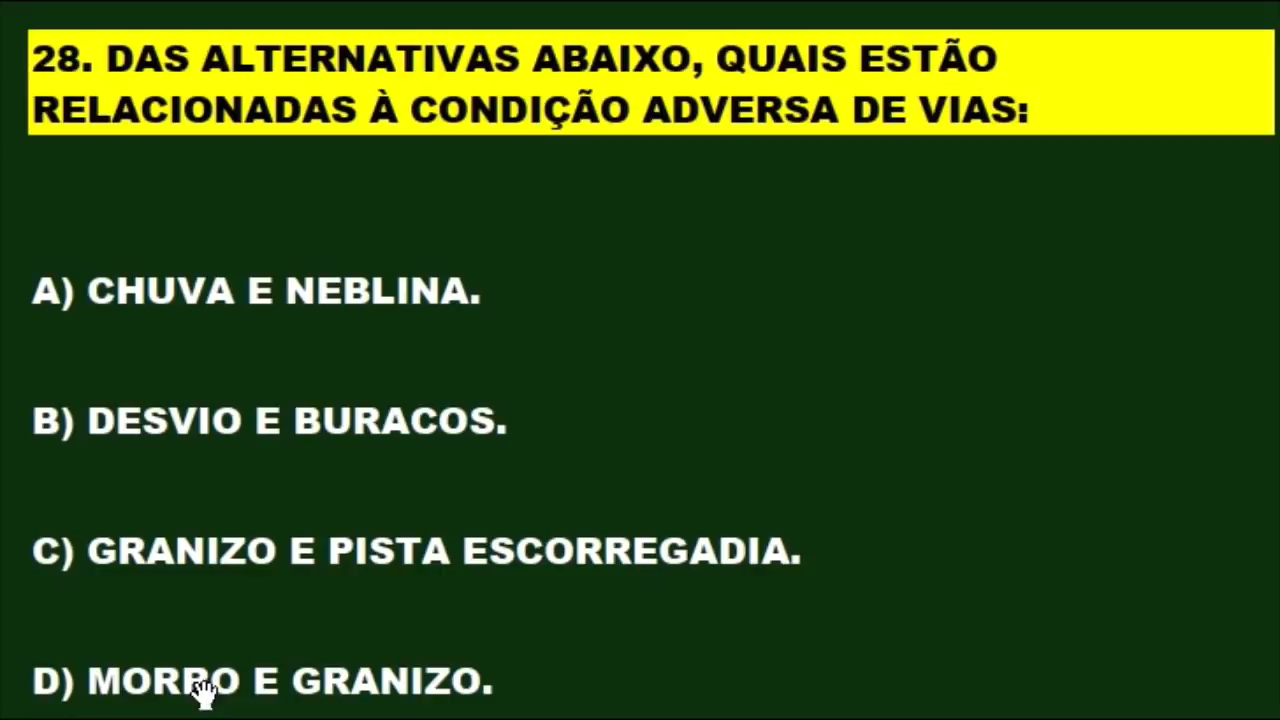 28. DAS ALTERNATIVAS ABAIXO, QUAIS ESTÃO
RELACIONADAS À CONDIÇÃO ADVERSA DE VIAS:
A) CHUVA E NEBLINA.
B) DESVIO E BURACOS.
C) GRANIZO E PISTA ESCORREGADIA.
D) MORRO E GRANIZO.